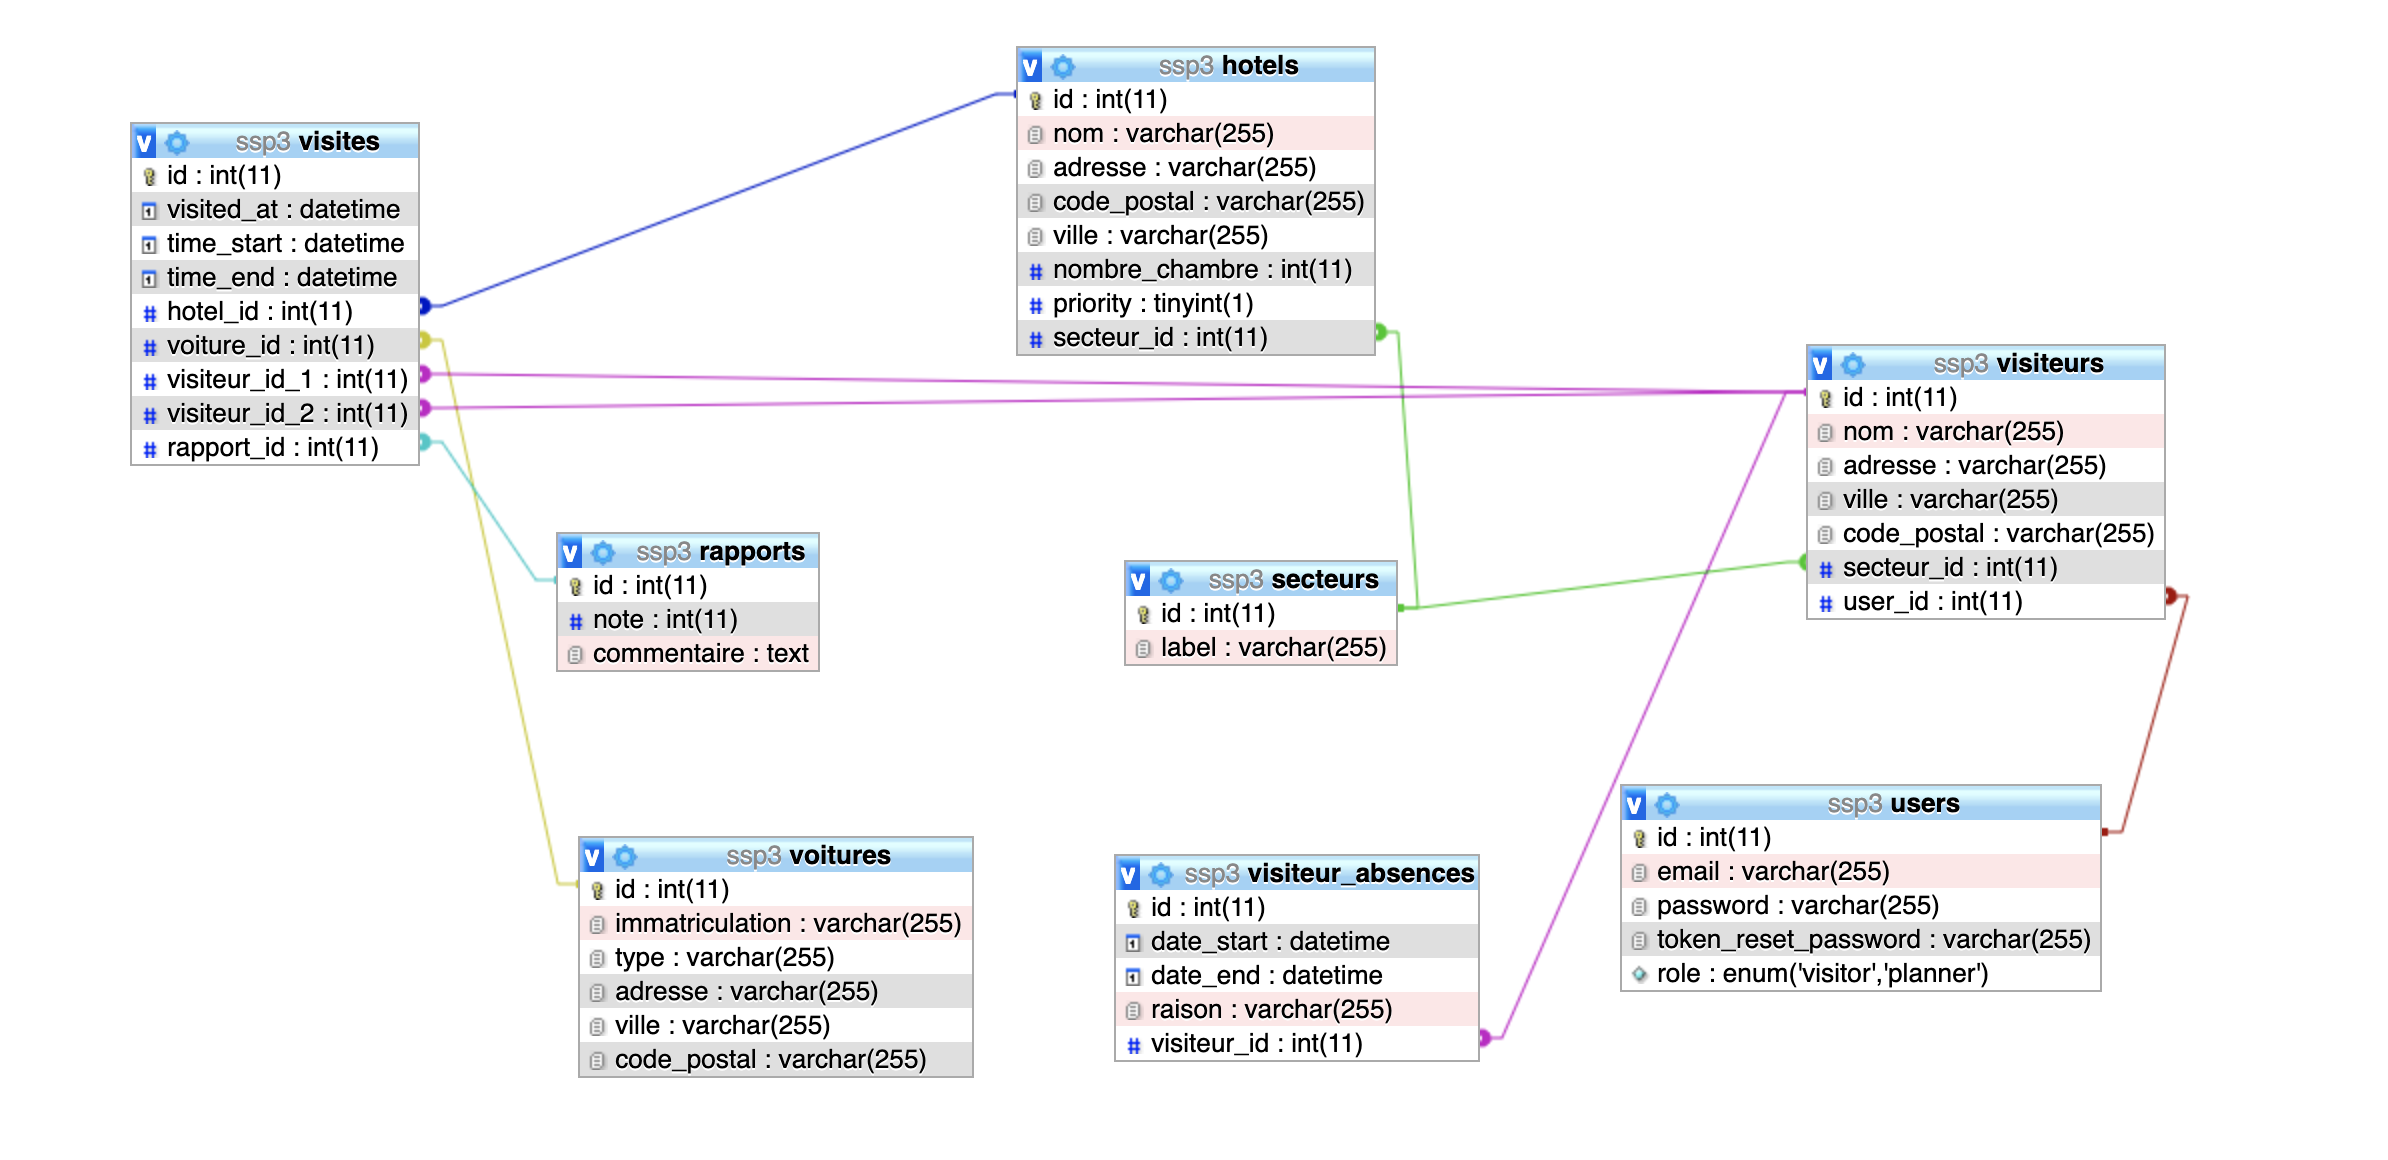 ssp3 visites
id : int(11)
visited_at : datetime
time_start : datetime
time_end : datetime
hotel_id : int(11)
voiture_id : int(11)
visiteur_id_1 : int(11)
visiteur_id_2 : int(11)
rapport_id : int(11)
ssp3 hotels
id : int(11)
nom : varchar(255)
adresse : varchar(255)
code_postal : varchar(255)
ville : varchar(255)
nombre_chambre : int(11)
priority : tinyint(1)
secteur_id : int(11)
ssp3 visiteurs
id : int(11)
nom : varchar(255)
adresse : varchar(255)
ville : varchar(255)
code_postal : varchar(255)
secteur_id : int(11)
user_id : int(11)
ssp3 rapports
id : int(11)
note : int(11)
commentaire : text
ssp3 secteurs
id : int(11)
label : varchar(255)
ssp3 voitures
id : int(11)
immatriculation : varchar(255)
type : varchar(255)
adresse : varchar(255)
ville : varchar(255)
code_postal : varchar(255)
ssp3 visiteur_absences
id : int(11)
date_start : datetime
date_end : datetime
raison : varchar(255)
visiteur_id : int(11)
ssp3 users
id : int(11)
email : varchar(255)
password : varchar(255)
token_reset_password : varchar(255)
role : enum('visitor','planner')